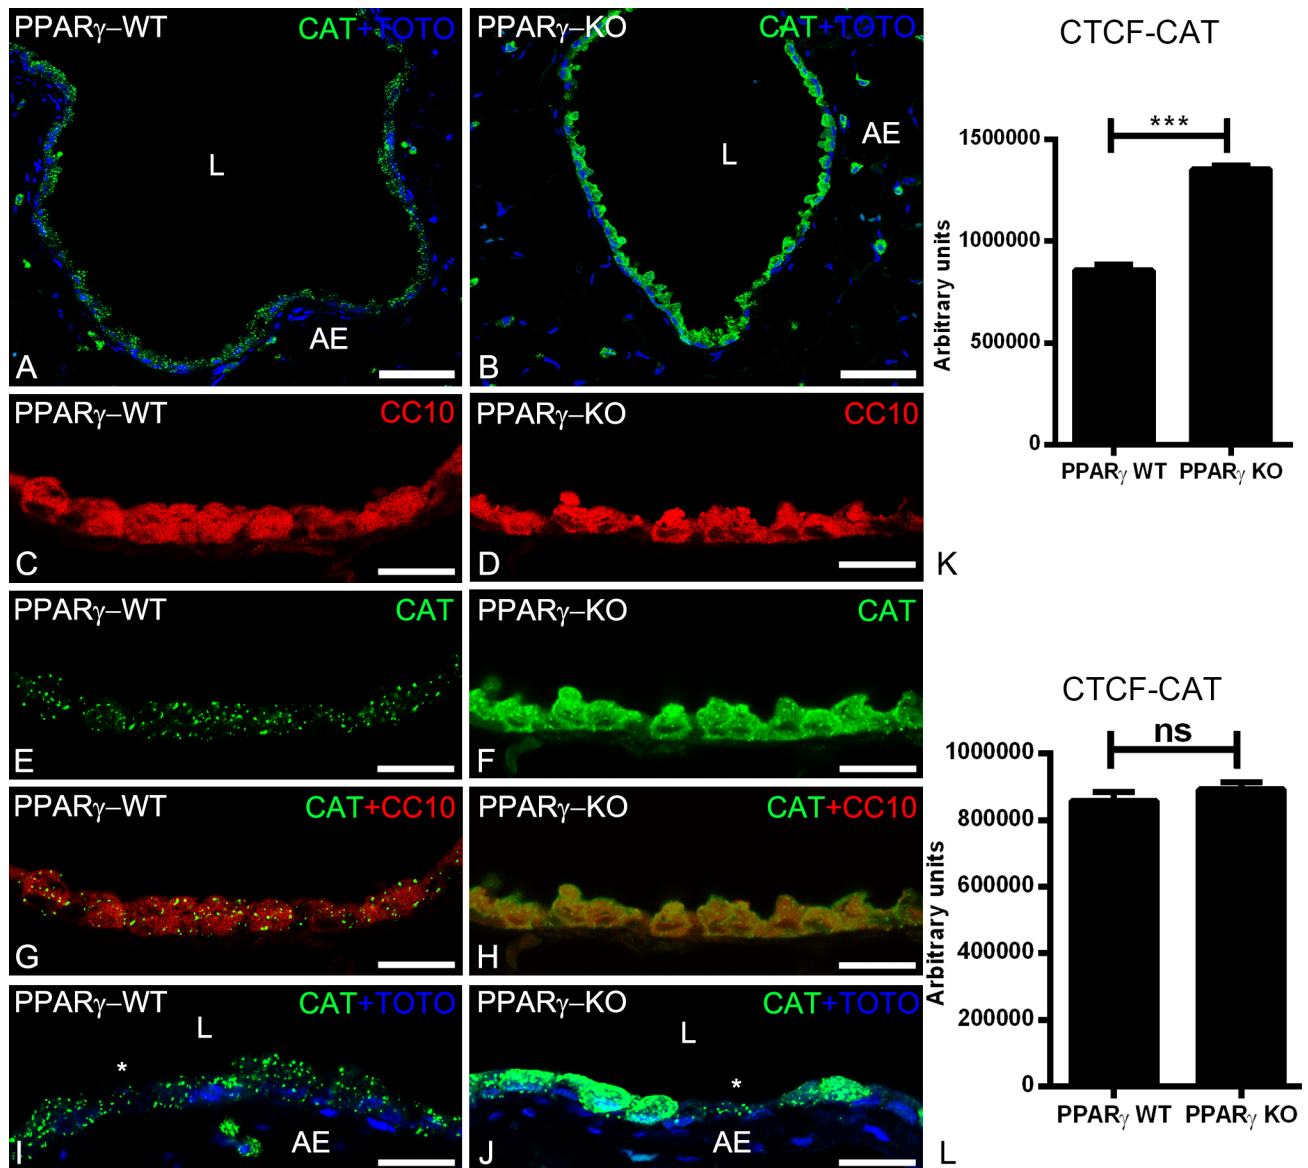 PPARγ–WT CAT+TOTO
L
AE
A
PPARγ–KO CAT+TOTO
L
AE
B
PPARγ–WT CC10
C
PPARγ–KO CC10
D
PPARγ–WT CAT
E
PPARγ–KO CAT
F
PPARγ–WT CAT+CC10
G
PPARγ–KO CAT+CC10
H
PPARγ–WT CAT+TOTO
L
*
AE
I
PPARγ–KO CAT+TOTO
L
*
AE
J
CTCF-CAT
***
1500000
1000000
500000
0
Arbitrary units
PPARγ WT PPARγ KO
K
CTCF-CAT
ns
1000000
800000
600000
400000
200000
0
Arbitrary units
PPARγ WT PPARγ KO
L